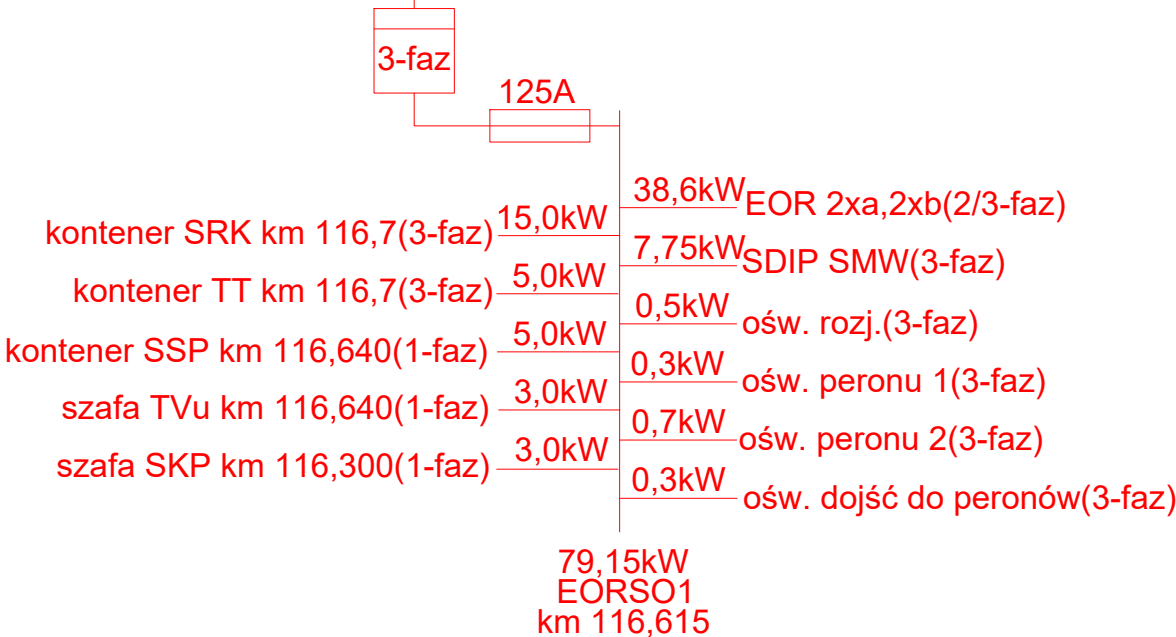 3-faz
125A
38,6kW EOR 2xa,2xb(2/3-faz)
kontener SRK km 116,7(3-faz) 15,0kW
7,75kW SDIP SMW(3-faz)
kontener TT km 116,7(3-faz) 5,0kW
0,5kW ośw. rozj.(3-faz)
kontener SSP km 116,640(1-faz) 5,0kW
0,3kW ośw. peronu 1(3-faz)
szafa TVu km 116,640(1-faz) 3,0kW
0,7kW ośw. peronu 2(3-faz)
szafa SKP km 116,300(1-faz) 3,0kW
0,3kW ośw. dojść do peronów(3-faz)
79,15kW
EORSO1
km 116,615